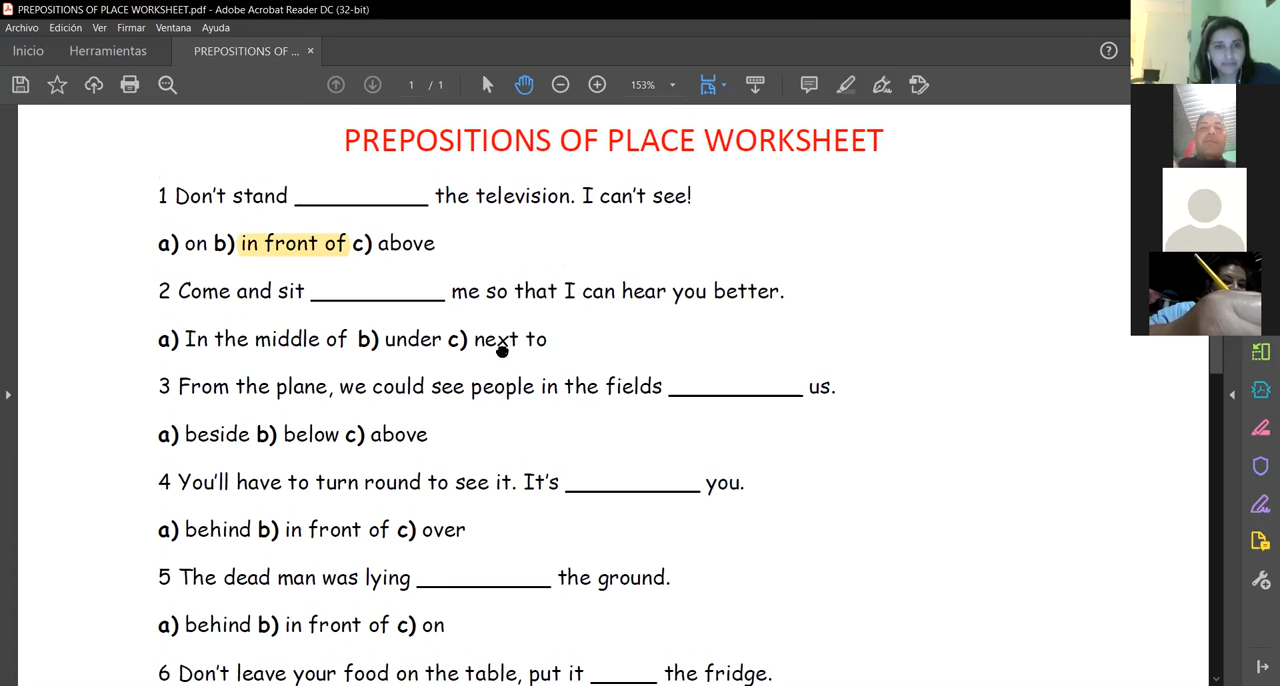 PREPOSITIONS OF PLACE WORKSHEET.pdf - Adobe Acrobat Reader DC (32-bit)
Archivo Edición Ver Firmar Ventana Ayuda
Inicio Herramientas PREPOSITIONS OF ... ×
1 / 1 153%
PREPOSITIONS OF PLACE WORKSHEET
1 Don't stand ____________ the television. I can't see!
a) on b) in front of c) above
2 Come and sit ____________ me so that I can hear you better.
a) In the middle of b) under c) next to
3 From the plane, we could see people in the fields ____________ us.
a) beside b) below c) above
4 You'll have to turn round to see it. It's ____________ you.
a) behind b) in front of c) over
5 The dead man was lying ____________ the ground.
a) behind b) in front of c) on
6 Don't leave your food on the table, put it ______ the fridge.